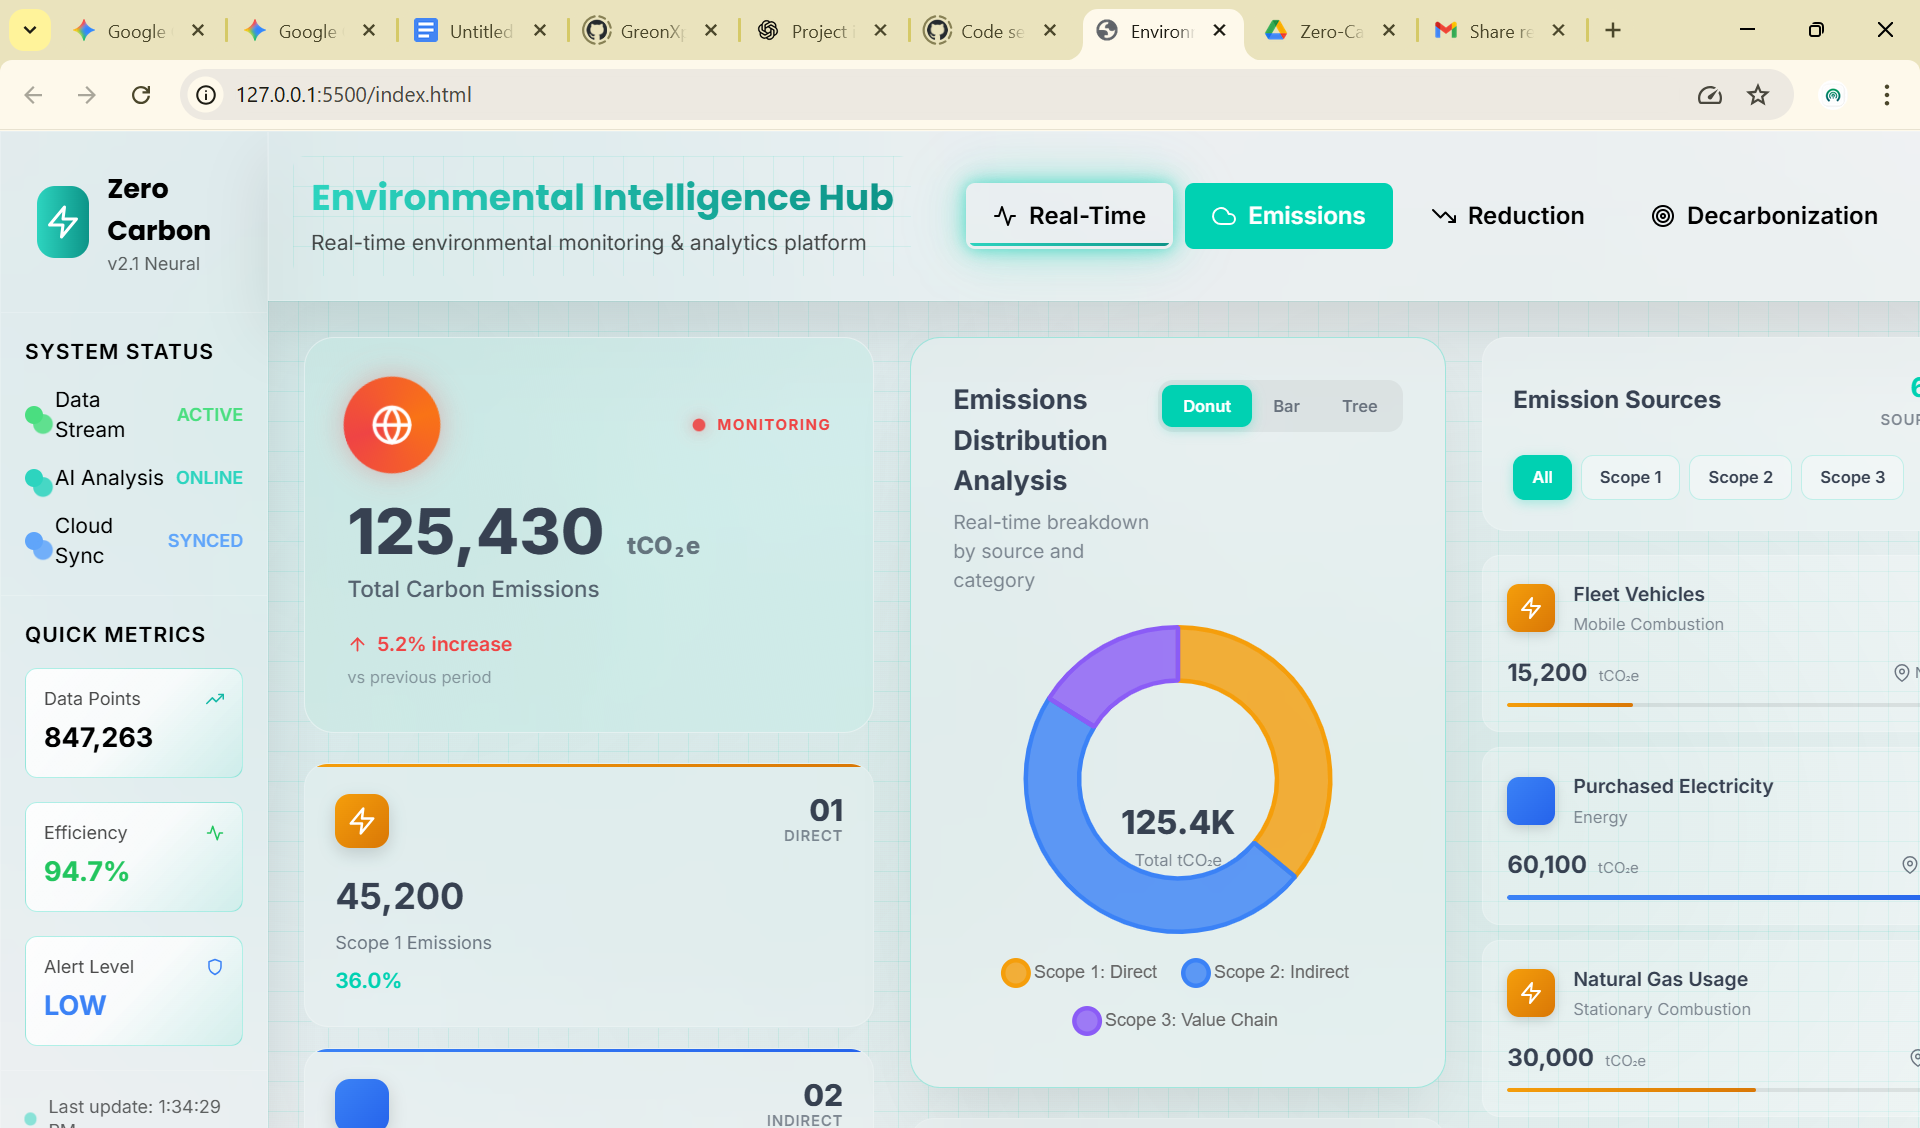 Google
Google
Untitled
GreonXp
Project i
Code se
Environ
Zero-Ca
Share re
127.0.0.1:5500/index.html
Zero
Carbon
v2.1 Neural
Environmental Intelligence Hub
Real-time environmental monitoring & analytics platform
Real-Time
Emissions
Reduction
Decarbonization
SYSTEM STATUS
Data
Stream
ACTIVE
AI Analysis
ONLINE
Cloud
Sync
SYNCED
QUICK METRICS
Data Points
847,263
Efficiency
94.7%
Alert Level
LOW
Last update: 1:34:29
PM
MONITORING
125,430 tCO₂e
Total Carbon Emissions
↑ 5.2% increase
vs previous period
01
DIRECT
45,200
Scope 1 Emissions
36.0%
02
INDIRECT
Emissions
Distribution
Analysis
Real-time breakdown
by source and
category
Donut
Bar
Tree
125.4K
Total tCO₂e
Scope 1: Direct
Scope 2: Indirect
Scope 3: Value Chain
Emission Sources
SOUR
All
Scope 1
Scope 2
Scope 3
Fleet Vehicles
Mobile Combustion
15,200 tCO₂e
Purchased Electricity
Energy
60,100 tCO₂e
Natural Gas Usage
Stationary Combustion
30,000 tCO₂e